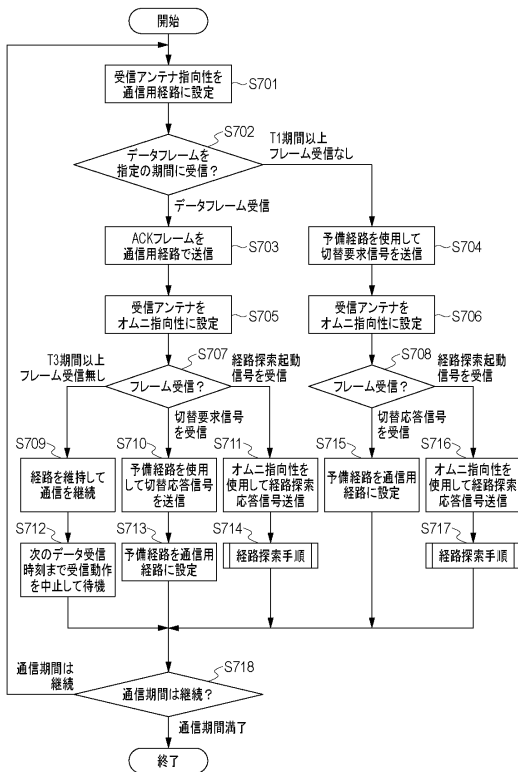 開始
受信アンテナ指向性を
通信用経路に設定
S701
S702
データフレームを
指定の期間に受信？
T1期間以上
フレーム受信なし
データフレーム受信
ACKフレームを
通信用経路で送信
S703
予備経路を使用して
切替要求信号を送信
S704
受信アンテナを
オムニ指向性に設定
S705
受信アンテナを
オムニ指向性に設定
S706
T3期間以上
フレーム受信無し
S707
フレーム受信？
経路探索起動
信号を受信
S708
フレーム受信？
経路探索起動
信号を受信
切替要求信号
を受信
切替応答信号
を受信
S709
経路を維持して
通信を継続
S710
予備経路を使用
して切替応答信号
を送信
S711
オムニ指向性
を使用して経路探索
応答信号送信
S715
予備経路を通信用
経路に設定
S716
オムニ指向性
を使用して経路探索
応答信号送信
S712
次のデータ受信
時刻まで受信動作
を中止して待機
S713
予備経路を通信用
経路に設定
S714
経路探索手順
S717
経路探索手順
通信期間は
継続
S718
通信期間は継続？
通信期間満了
終了